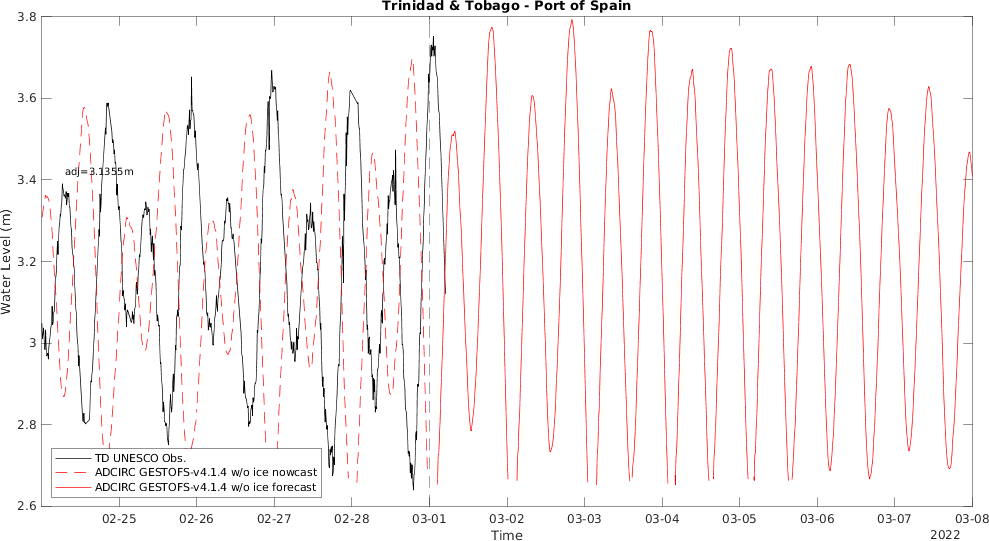 Trinidad & Tobago - Port of Spain
3.8
3.6
3.4
3.2
3
2.8
2.6
Water Level (m)
adj=3.1355m
TD UNESCO Obs.
ADCIRC GESTOFS-v4.1.4 w/o ice nowcast
ADCIRC GESTOFS-v4.1.4 w/o ice forecast
02-25 02-26 02-27 02-28 03-01 03-02 03-03 03-04 03-05 03-06 03-07 03-08
Time
2022